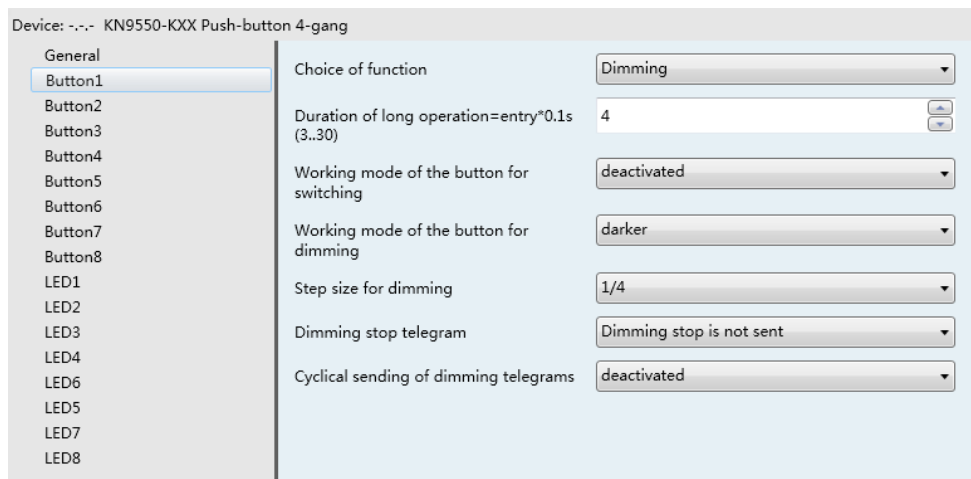 Device: -.-.- KN9550-KXX Push-button 4-gang
General
Button1
Button2
Button3
Button4
Button5
Button6
Button7
Button8
LED1
LED2
LED3
LED4
LED6
LED5
LED7
LED8
Choice of function
Dimming
Duration of long operation=entry*0.1s
(3..30)
4
Working mode of the button for
switching
deactivated
Working mode of the button for
dimming
darker
Step size for dimming
1/4
Dimming stop telegram
Dimming stop is not sent
Cyclical sending of dimming telegrams
deactivated